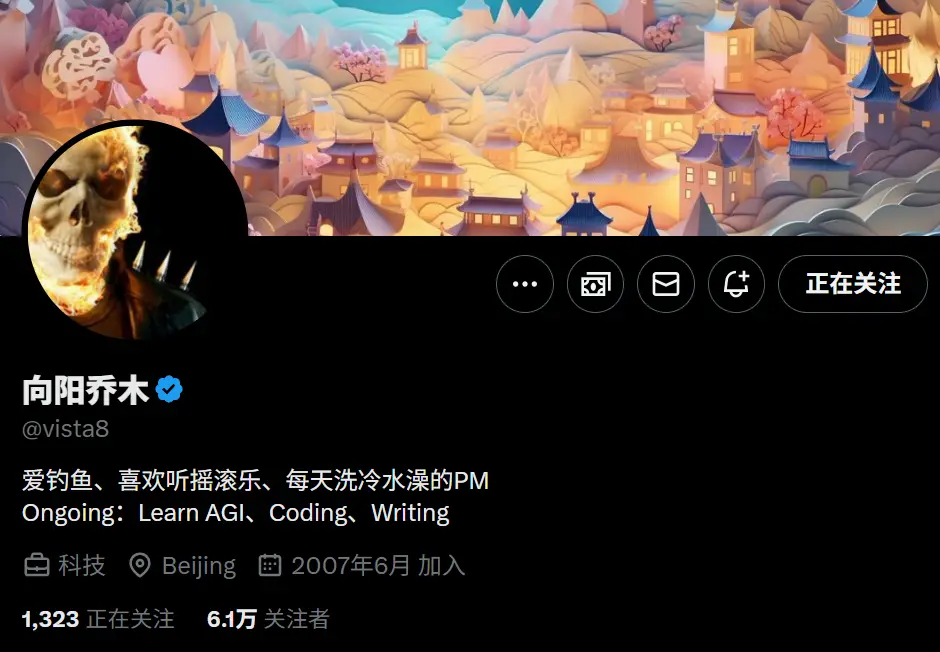 正在关注
向阳乔木
@vista8
爱钓鱼、喜欢听摇滚乐、每天洗冷水澡的PM
Ongoing：Learn AGI、Coding、Writing
科技 Beijing 2007年6月 加入
1,323 正在关注 6.1万 关注者